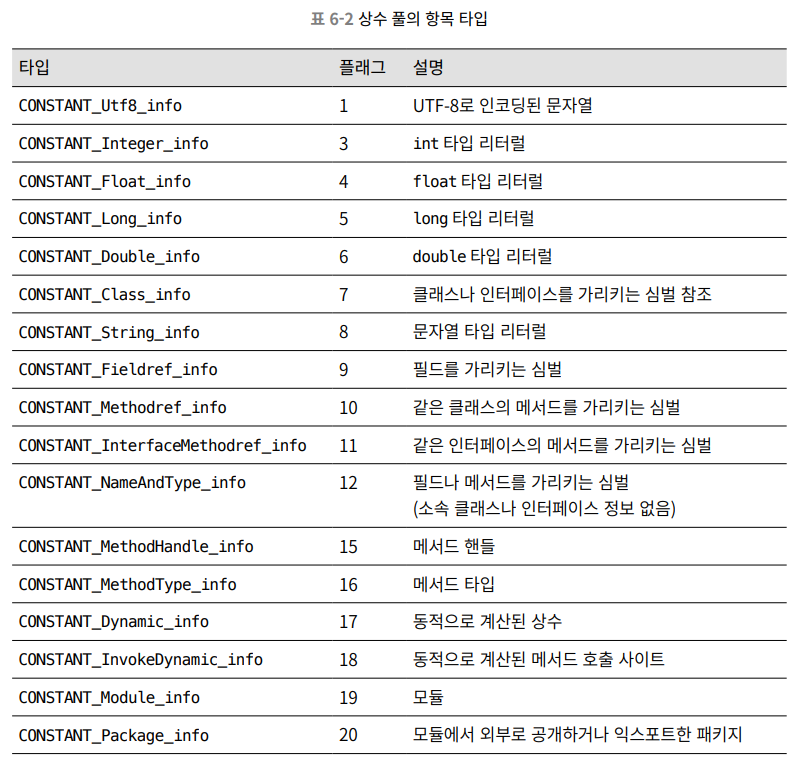 표 6-2 상수 풀의 항목 타입
타입 플래그 설명
CONSTANT_Utf8_info 1 UTF-8로 인코딩된 문자열
CONSTANT_Integer_info 3 int 타입 리터럴
CONSTANT_Float_info 4 float 타입 리터럴
CONSTANT_Long_info 5 long 타입 리터럴
CONSTANT_Double_info 6 double 타입 리터럴
CONSTANT_Class_info 7 클래스나 인터페이스를 가리키는 심벌 참조
CONSTANT_String_info 8 문자열 타입 리터럴
CONSTANT_Fieldref_info 9 필드를 가리키는 심벌
CONSTANT_Methodref_info 10 같은 클래스의 메서드를 가리키는 심벌
CONSTANT_InterfaceMethodref_info 11 같은 인터페이스의 메서드를 가리키는 심벌
CONSTANT_NameAndType_info 12 필드나 메서드를 가리키는 심벌
(소속 클래스나 인터페이스 정보 없음)
CONSTANT_MethodHandle_info 15 메서드 핸들
CONSTANT_MethodType_info 16 메서드 타입
CONSTANT_Dynamic_info 17 동적으로 계산된 상수
CONSTANT_InvokeDynamic_info 18 동적으로 계산된 메서드 호출 사이트
CONSTANT_Module_info 19 모듈
CONSTANT_Package_info 20 모듈에서 외부로 공개하거나 익스포트한 패키지